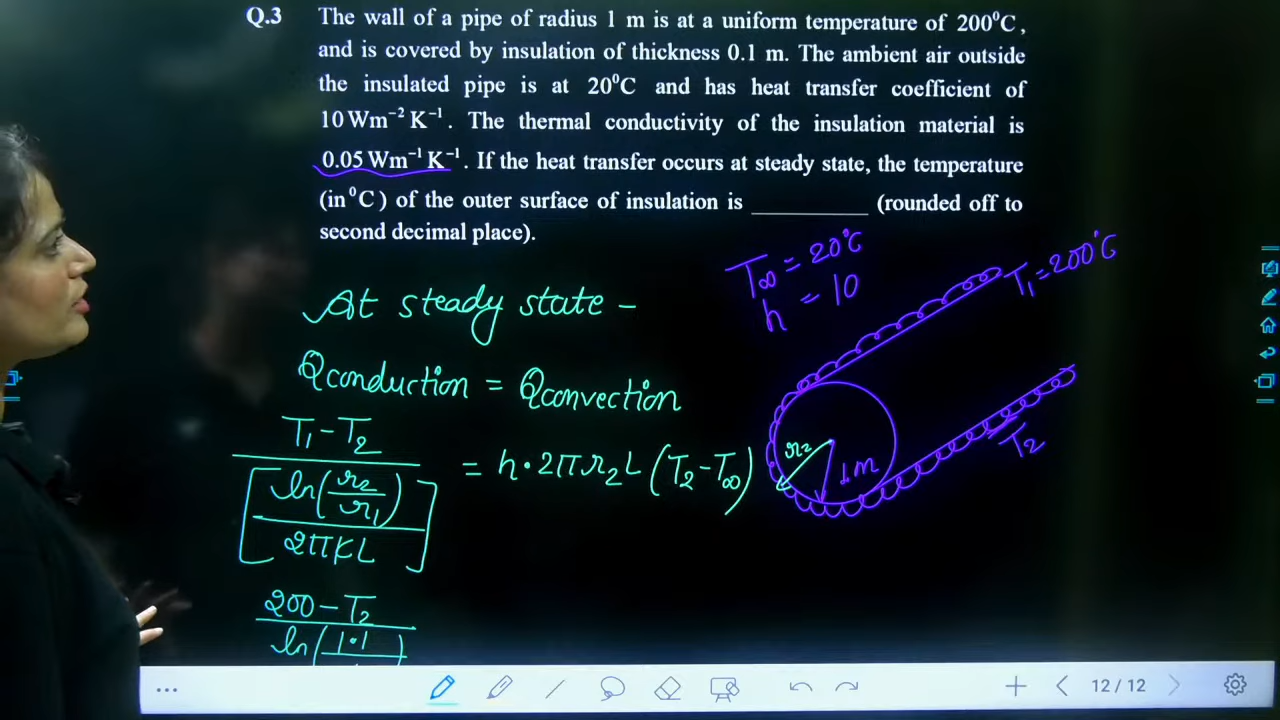 Q.3 The wall of a pipe of radius 1 m is at a uniform temperature of 200⁰C,
and is covered by insulation of thickness 0.1 m. The ambient air outside
the insulated pipe is at 20⁰C and has heat transfer coefficient of
10 Wm⁻² K⁻¹. The thermal conductivity of the insulation material is
0.05 Wm⁻¹ K⁻¹. If the heat transfer occurs at steady state, the temperature
(in ⁰C) of the outer surface of insulation is __________ (rounded off to
second decimal place).
T∞ = 20°C
h = 10
T₁ = 200°C
At steady state –
Qconduction = Qconvection
T₁ - T₂ / [ln(r₂/r₁) / 2πKL] = h · 2πr₂L (T₂ - T∞)
r₂
1m
T₂
200 - T₂
ln(1.1
12 / 12